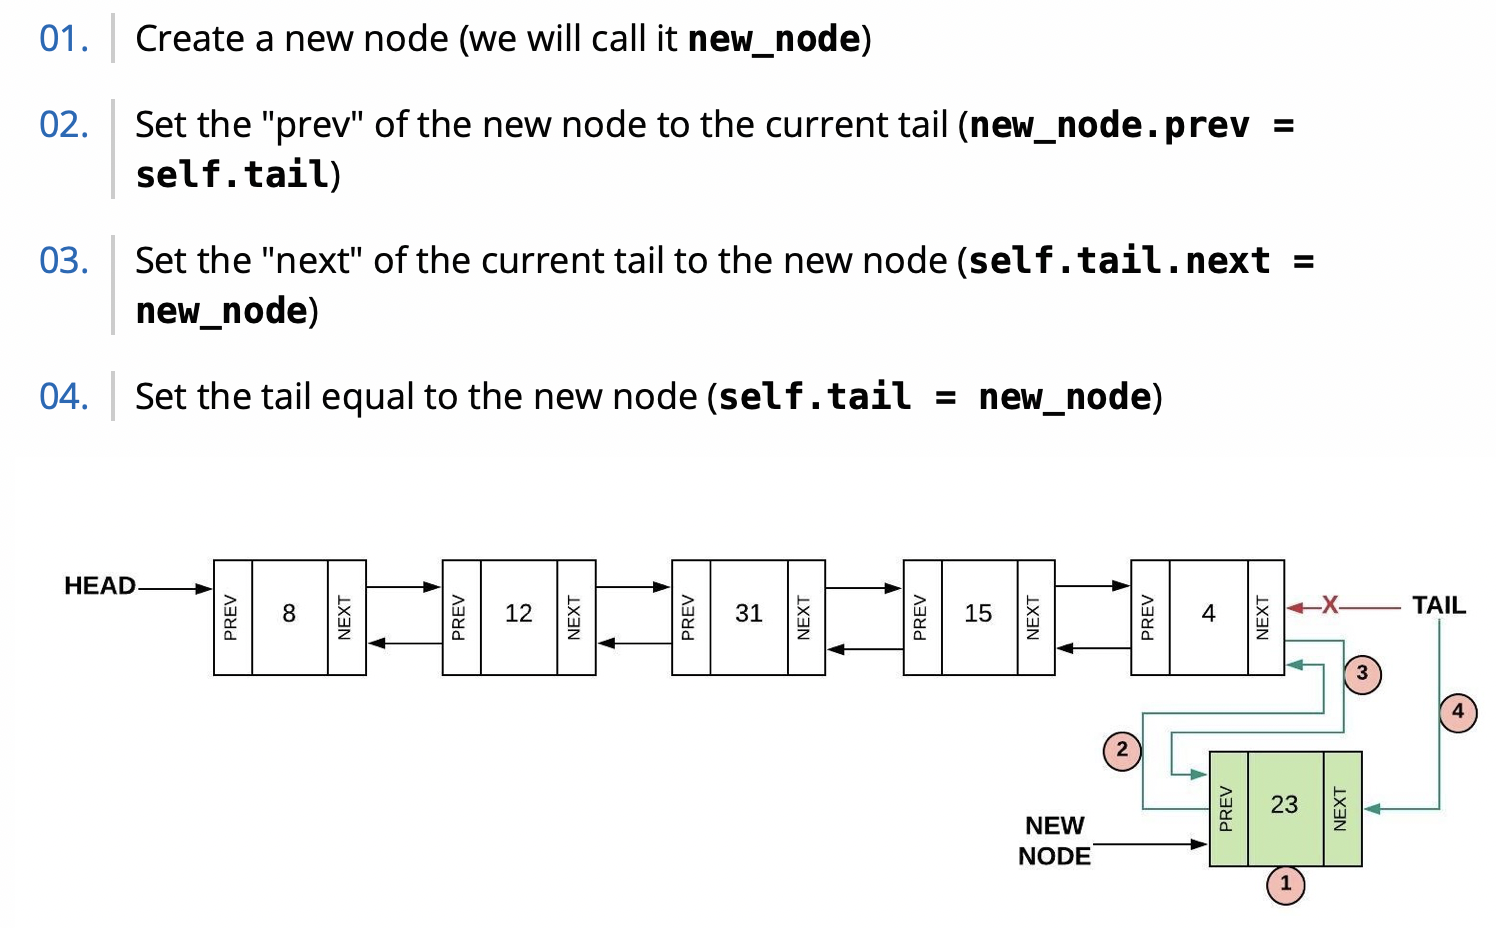 01. Create a new node (we will call it new_node)
02. Set the "prev" of the new node to the current tail (new_node.prev =
self.tail)
03. Set the "next" of the current tail to the new node (self.tail.next =
new_node)
04. Set the tail equal to the new node (self.tail = new_node)
HEAD
PREV 8 NEXT
PREV 12 NEXT
PREV 31 NEXT
PREV 15 NEXT
PREV 4 NEXT
X
TAIL
3
4
2
PREV 23 NEXT
NEW
NODE
1